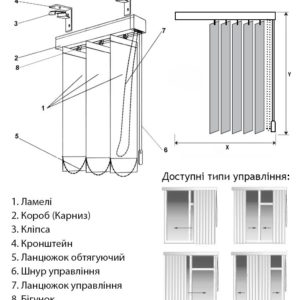 4
3
2
1
7
8
5
6
X
Y
Доступні типи управління:
1. Ламелі
2. Короб (Карниз)
3. Кліпса
4. Кронштейн
5. Ланцюжок обтягуючий
6. Шнур управління
7. Ланцюжок управління
8. Бігунок